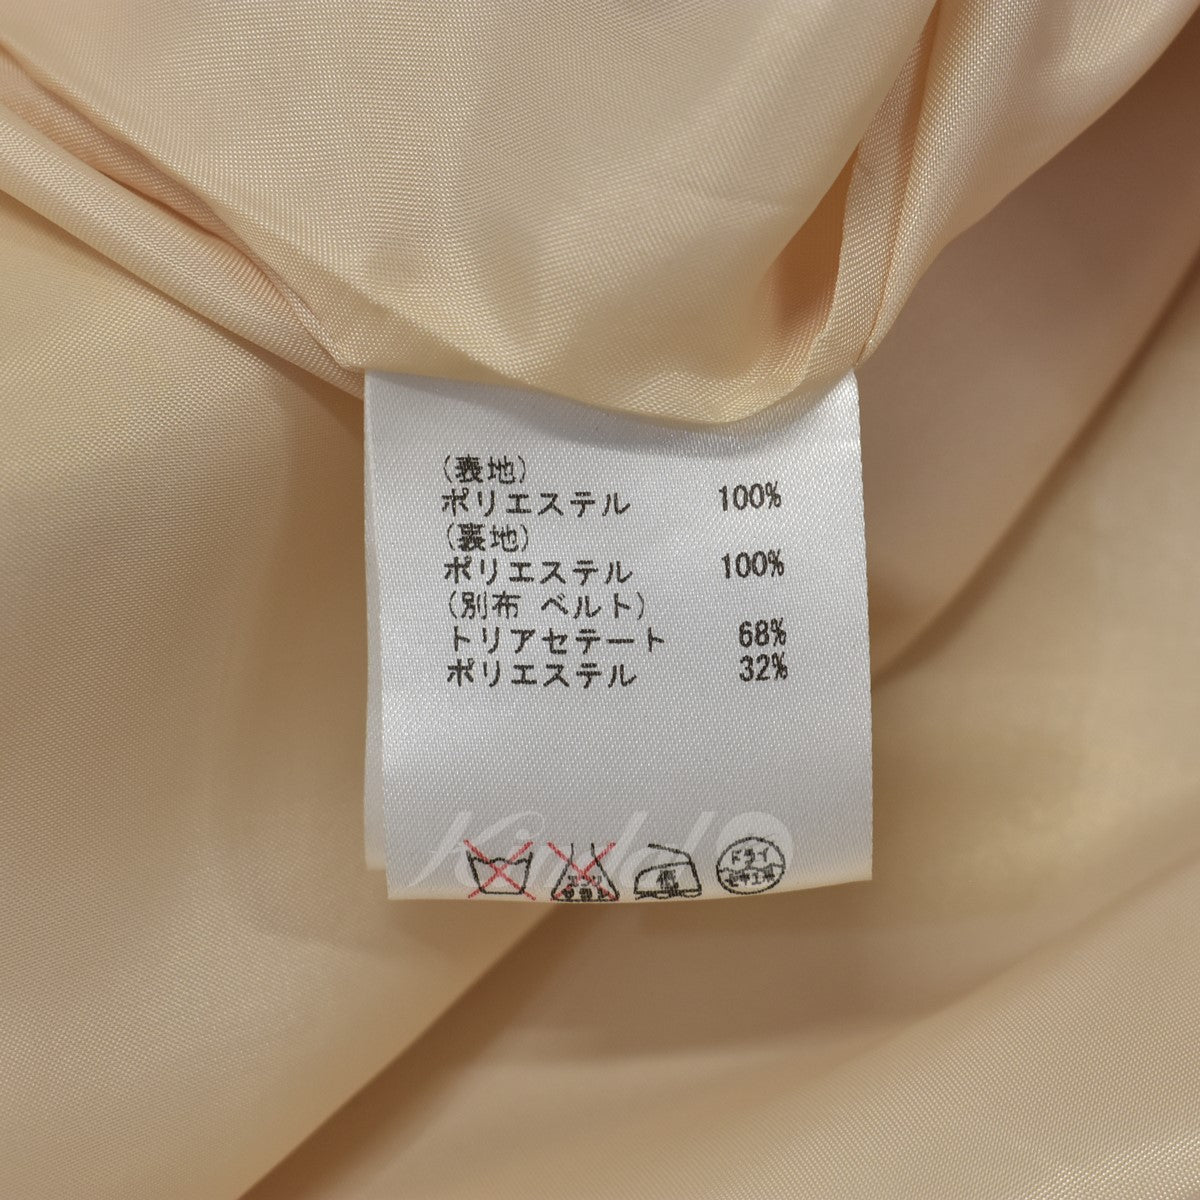 (表地)
ポリエステル 100%
(裏地)
ポリエステル 100%
(別布 ベルト)
トリアセテート 68%
ポリエステル 32%
低
ドライ